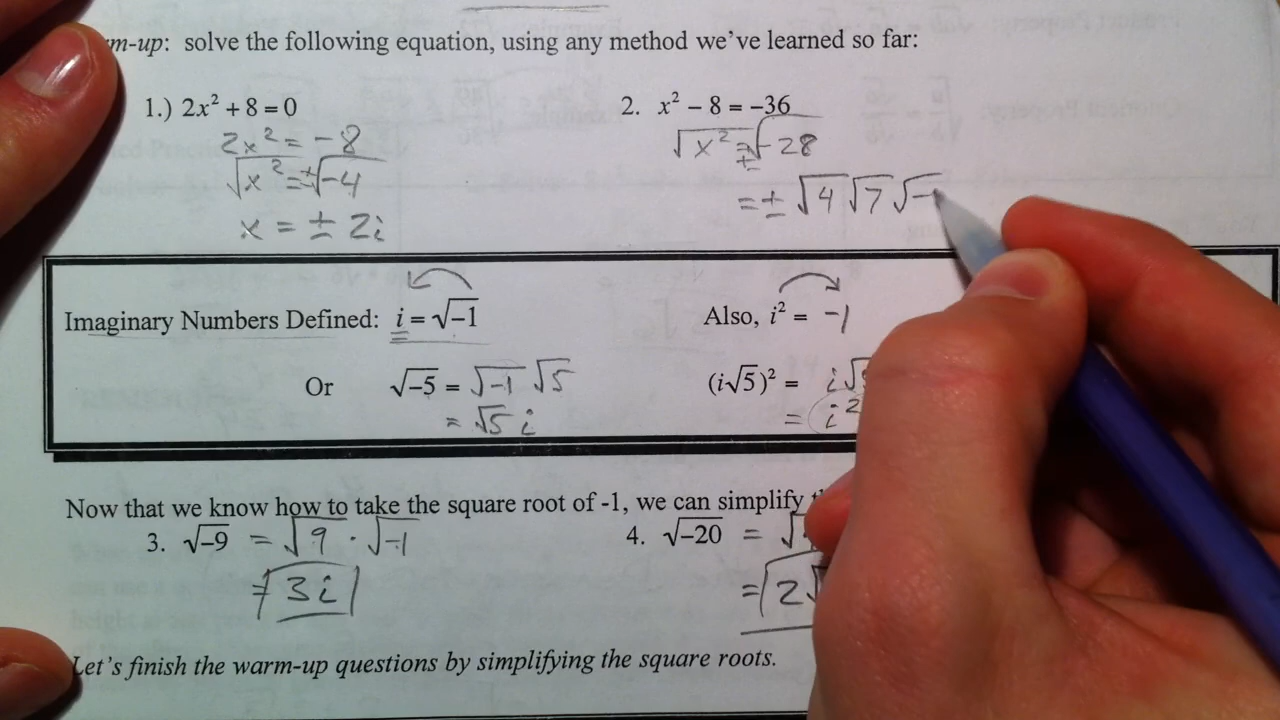 m-up: solve the following equation, using any method we've learned so far:
1.) 2x² + 8 = 0
2x² = -8
√x² = ±√-4
x = ± 2i
2. x² – 8 = –36
√x² = ±√-28
= ± √4 √7 √-
Imaginary Numbers Defined: i = √–1
Also, i² = -1
Or √–5 = √-1 √5
= √5 i
(i√5)² = i√5
= i²
Now that we know how to take the square root of -1, we can simplify
3. √–9 = √9 · √-1
= 3i
4. √–20 = √
= 2√
Let's finish the warm-up questions by simplifying the square roots.